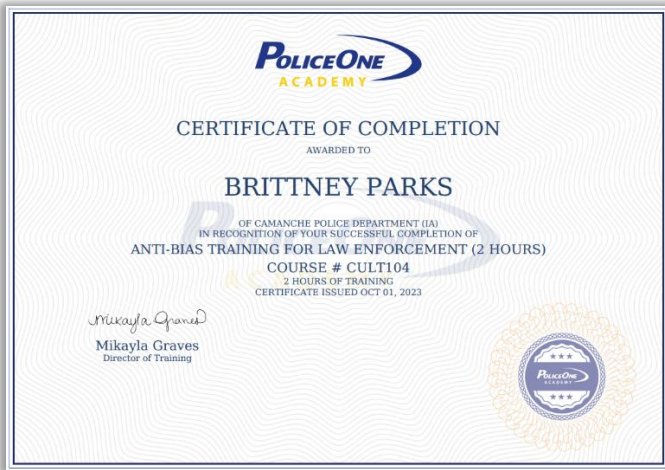 POLICEONE
ACADEMY
CERTIFICATE OF COMPLETION
AWARDED TO
BRITTNEY PARKS
OF CAMANCHE POLICE DEPARTMENT (IA)
IN RECOGNITION OF YOUR SUCCESSFUL COMPLETION OF
ANTI-BIAS TRAINING FOR LAW ENFORCEMENT (2 HOURS)
COURSE # CULT104
2 HOURS OF TRAINING
CERTIFICATE ISSUED OCT 01, 2023
Mikayla Graves
Mikayla Graves
Director of Training
POLICEONE
ACADEMY